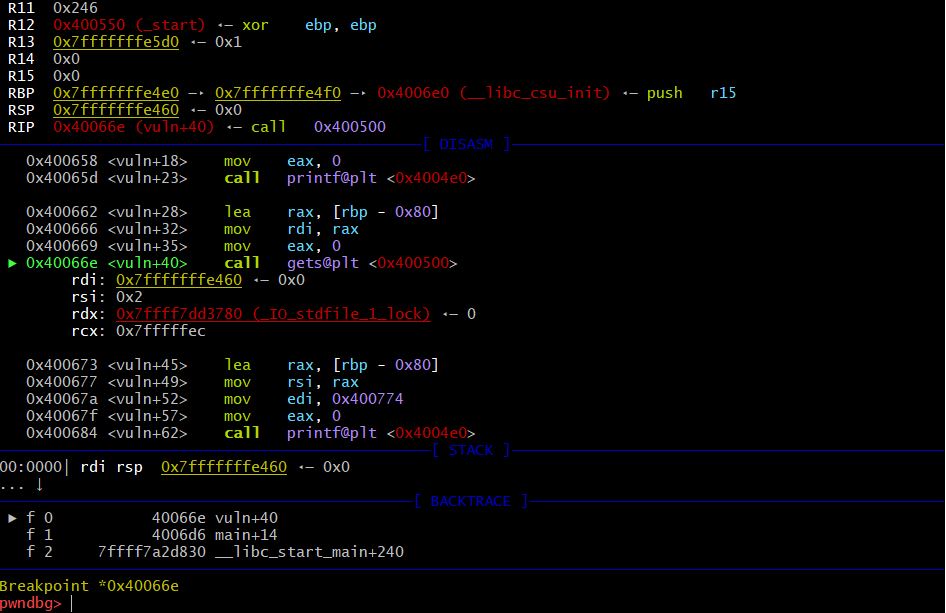 R11 0x246
R12 0x400550 (_start) ◂— xor    ebp, ebp
R13 0x7fffffffe5d0 ◂— 0x1
R14 0x0
R15 0x0
RBP 0x7fffffffe4e0 —▸ 0x7fffffffe4f0 —▸ 0x4006e0 (__libc_csu_init) ◂— push   r15
RSP 0x7fffffffe460 ◂— 0x0
RIP 0x40066e (vuln+40) ◂— call   0x400500
[ DISASM ]
0x400658 <vuln+18>    mov    eax, 0
0x40065d <vuln+23>    call   printf@plt <0x4004e0>
0x400662 <vuln+28>    lea    rax, [rbp - 0x80]
0x400666 <vuln+32>    mov    rdi, rax
0x400669 <vuln+35>    mov    eax, 0
► 0x40066e <vuln+40>    call   gets@plt <0x400500>
rdi: 0x7fffffffe460 ◂— 0x0
rsi: 0x2
rdx: 0x7ffff7dd3780 (_IO_stdfile_1_lock) ◂— 0
rcx: 0x7fffffec
0x400673 <vuln+45>    lea    rax, [rbp - 0x80]
0x400677 <vuln+49>    mov    rsi, rax
0x40067a <vuln+52>    mov    edi, 0x400774
0x40067f <vuln+57>    mov    eax, 0
0x400684 <vuln+62>    call   printf@plt <0x4004e0>
[ STACK ]
00:0000| rdi rsp  0x7fffffffe460 ◂— 0x0
... ↓
[ BACKTRACE ]
► f 0           40066e vuln+40
f 1           4006d6 main+14
f 2     7ffff7a2d830 __libc_start_main+240
Breakpoint *0x40066e
pwndbg>